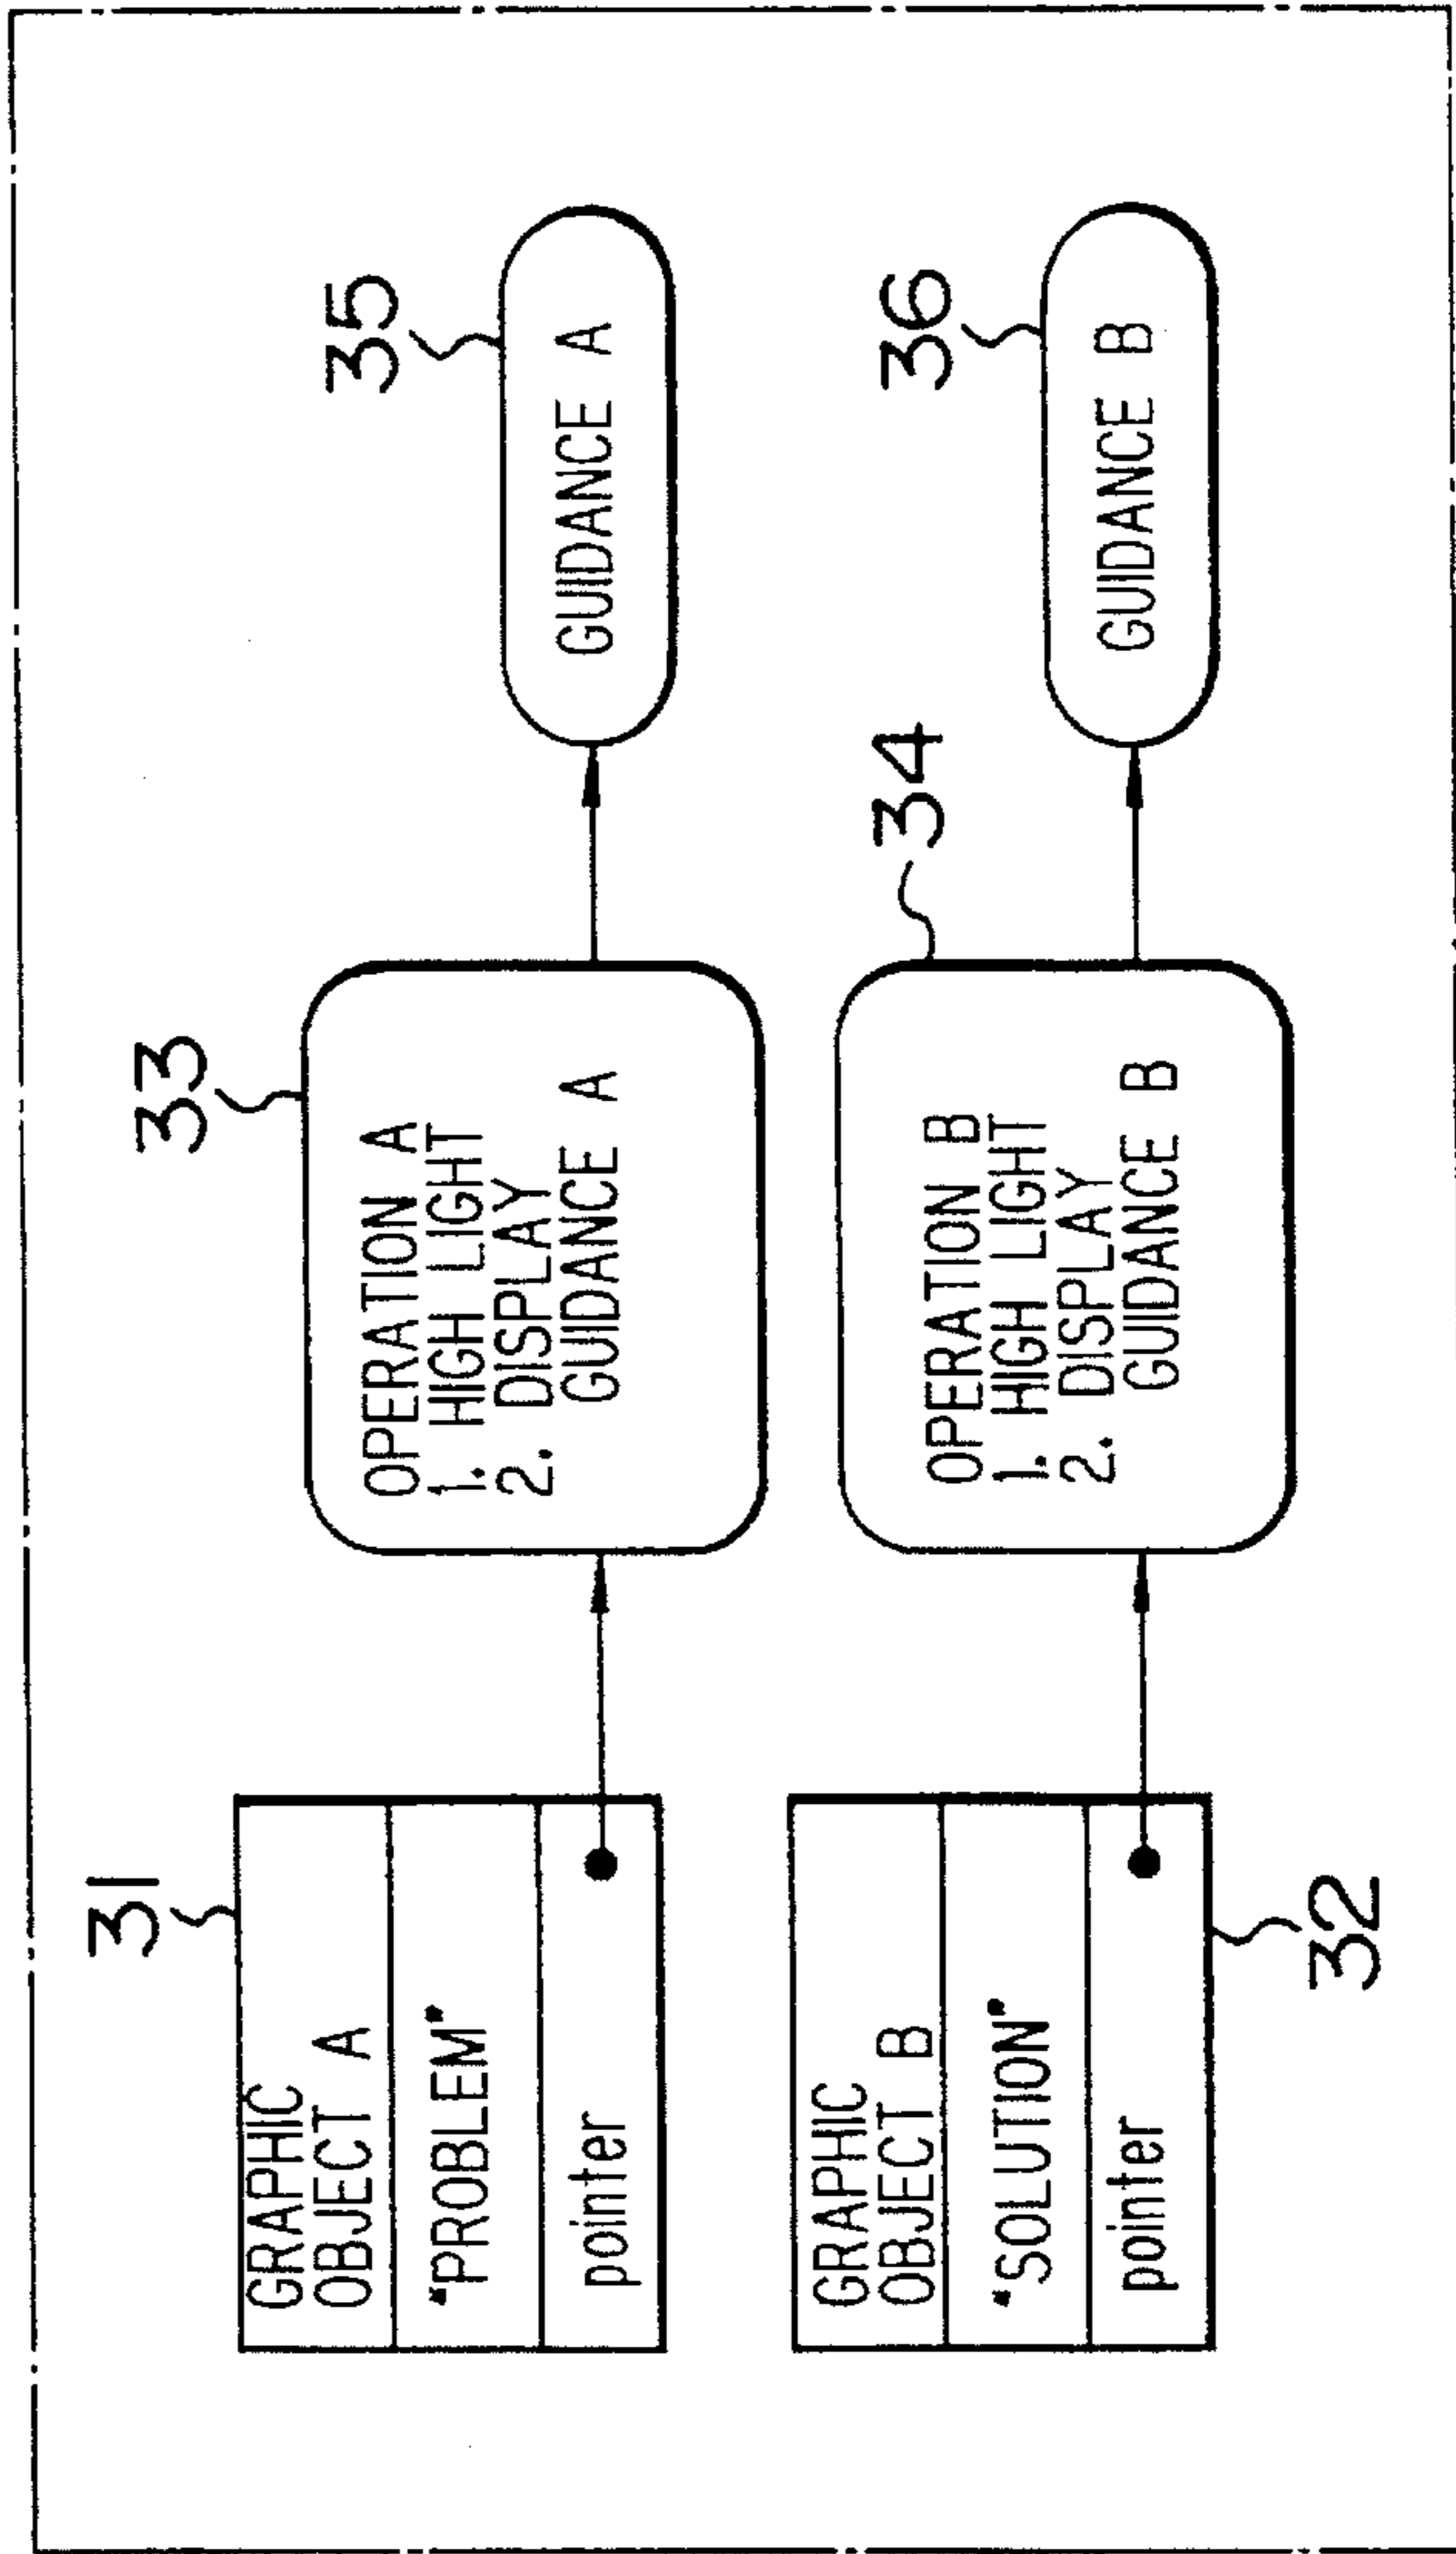 31
GRAPHIC
OBJECT A
"PROBLEM"
pointer
33
OPERATION A
1. HIGH LIGHT
2. DISPLAY
GUIDANCE A
35
GUIDANCE A
GRAPHIC
OBJECT B
"SOLUTION"
pointer
32
34
OPERATION B
1. HIGH LIGHT
2. DISPLAY
GUIDANCE B
36
GUIDANCE B